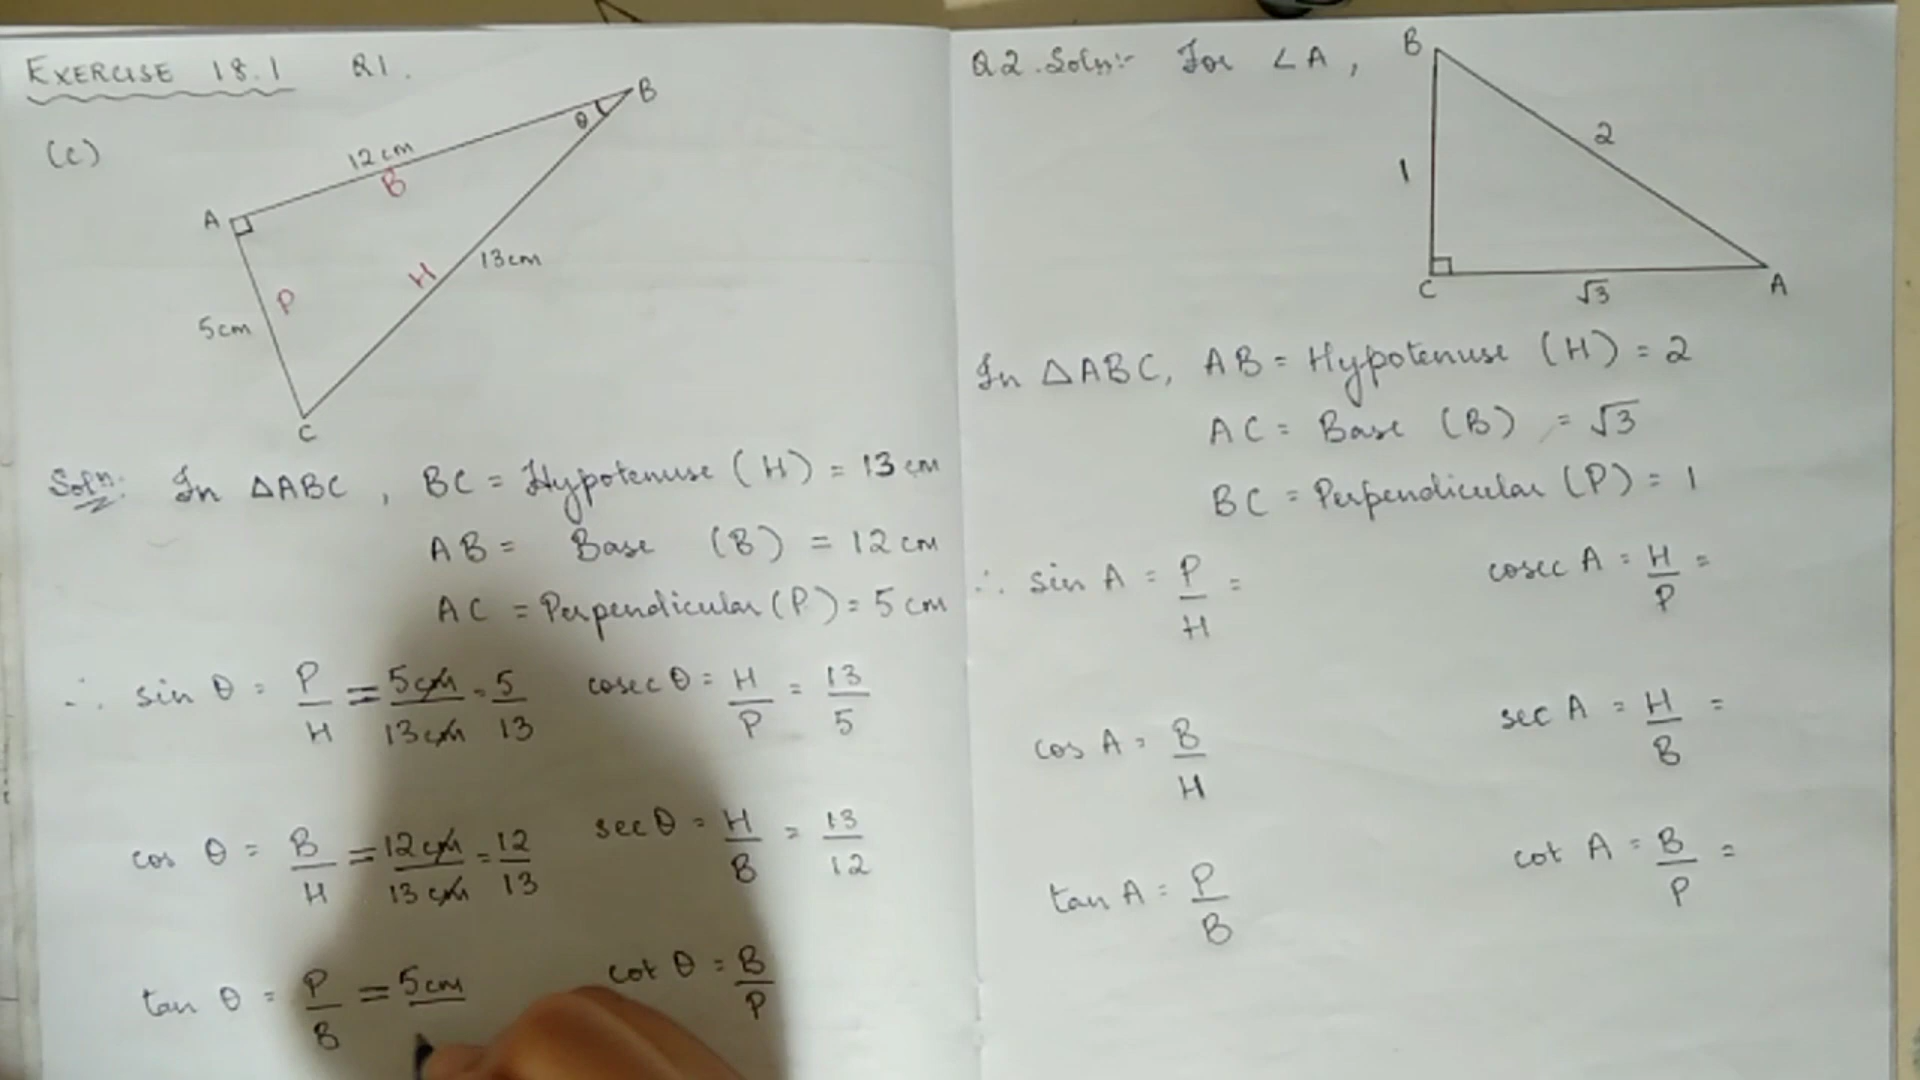 EXERCISE 18.1 Q1.
(c)
B
θ
12 cm
B
A
13cm
H
P
5cm
C
Soln: In △ABC, BC = Hypotenuse (H) = 13 cm
AB = Base (B) = 12 cm
AC = Perpendicular (P) = 5 cm
∴ sin θ = P/H = 5cm/13cm = 5/13 cosec θ = H/P = 13/5
cos θ = B/H = 12cm/13cm = 12/13 sec θ = H/B = 13/12
tan θ = P/B = 5cm cot θ = B/P
Q2. Soln:- For ∠A,
B
2
1
C
√3
A
In △ABC, AB = Hypotenuse (H) = 2
AC = Base (B) = √3
BC = Perpendicular (P) = 1
∴ sin A = P/H = cosec A = H/P =
cos A = B/H sec A = H/B =
tan A = P/B cot A = B/P =